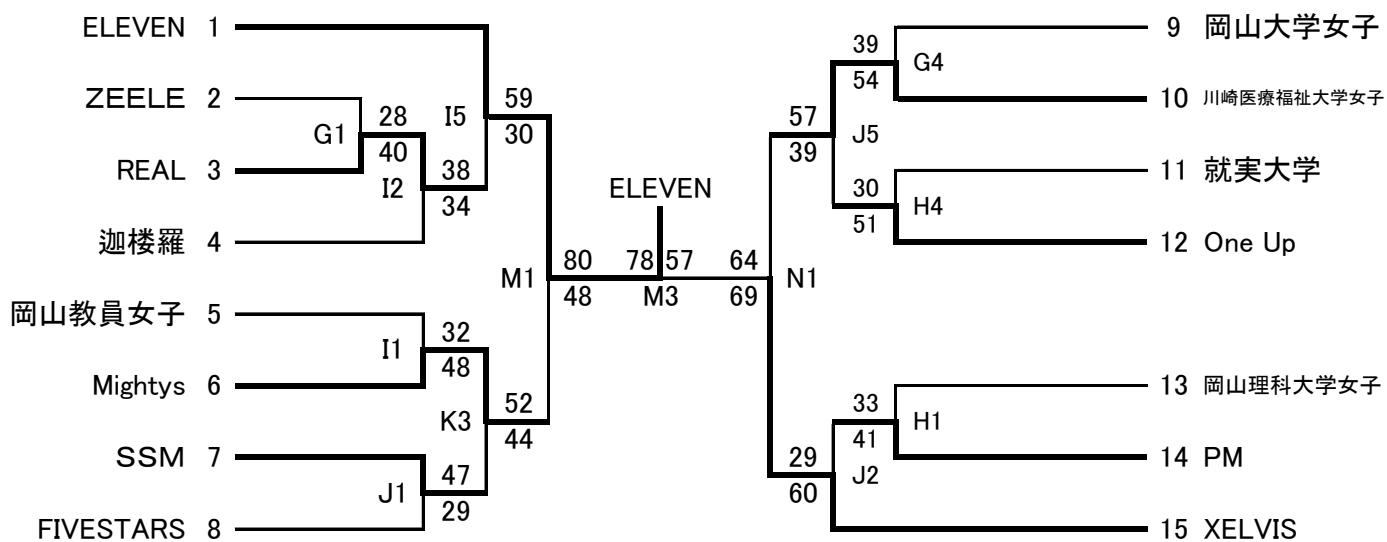 ELEVEN 1
ZEELE 2
G1
28
40
REAL 3
I2
38
34
迦楼羅 4
I5
59
30
岡山教員女子 5
I1
32
48
Mightys 6
K3
52
44
SSM 7
J1
47
29
FIVESTARS 8
M1
80
48
ELEVEN
78 57
M3
64
69
N1
57
39
J5
39
54
G4
9 岡山大学女子
10 川崎医療福祉大学女子
30
51
H4
11 就実大学
12 One Up
33
41
H1
13 岡山理科大学女子
14 PM
29
60
J2
15 XELVIS